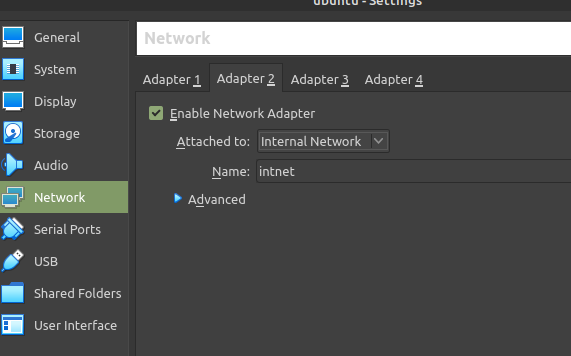 ubuntu - Settings
General
System
Display
Storage
Audio
Network
Serial Ports
USB
Shared Folders
User Interface
Network
Adapter 1 Adapter 2 Adapter 3 Adapter 4
Enable Network Adapter
Attached to: Internal Network
Name: intnet
Advanced